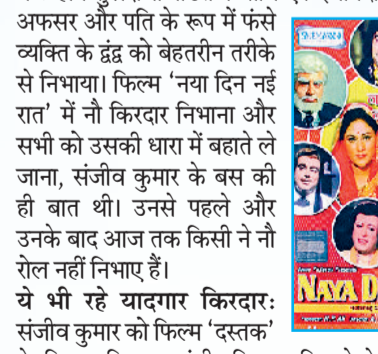 अफसर और पति के रूप में फंसे
व्यक्ति के द्वंद्व को बेहतरीन तरीके
से निभाया। फिल्म ‘नया दिन नई
रात’ में नौ किरदार निभाना और
सभी को उसकी धारा में बहाते ले
जाना, संजीव कुमार के बस की
ही बात थी। उनसे पहले और
उनके बाद आज तक किसी ने नौ
रोल नहीं निभाए हैं।
ये भी रहे यादगार किरदार:
संजीव कुमार को फिल्म ‘दस्तक’
NAYA D